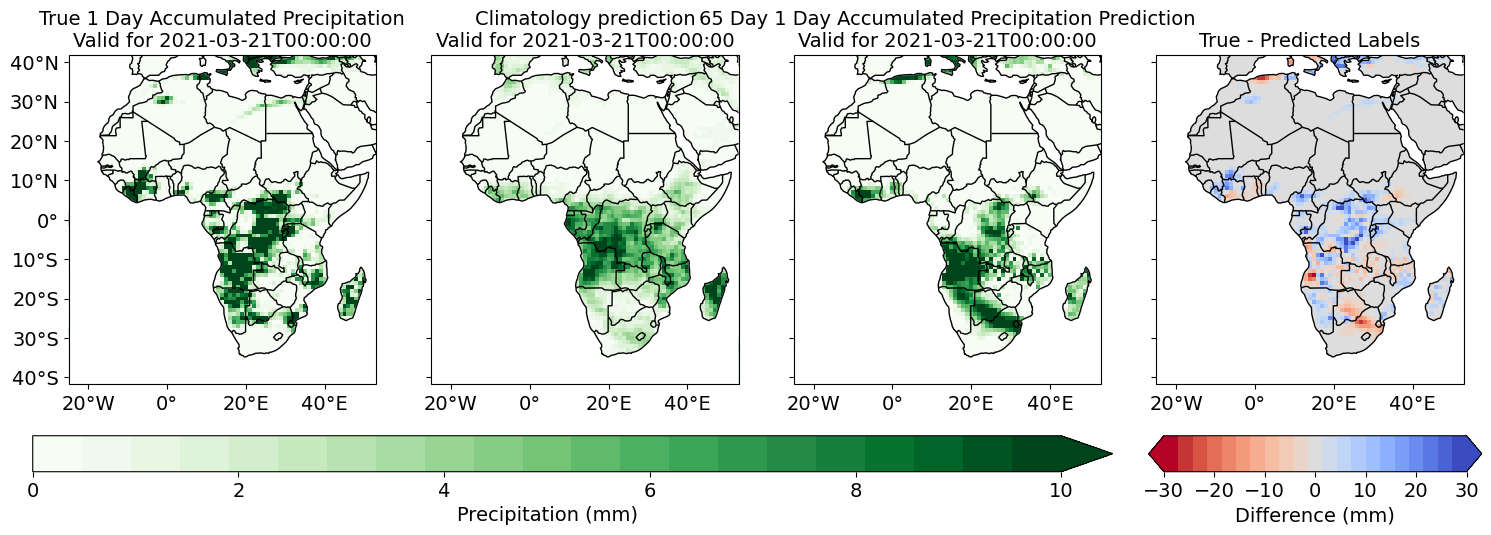 True 1 Day Accumulated Precipitation
Valid for 2021-03-21T00:00:00
Climatology prediction
Valid for 2021-03-21T00:00:00
65 Day 1 Day Accumulated Precipitation Prediction
Valid for 2021-03-21T00:00:00
True - Predicted Labels
40°N
30°N
20°N
10°N
0°
10°S
20°S
30°S
40°S
20°W 0° 20°E 40°E
20°W 0° 20°E 40°E
20°W 0° 20°E 40°E
20°W 0° 20°E 40°E
0 2 4 6 8 10
Precipitation (mm)
−30 −20 −10 0 10 20 30
Difference (mm)